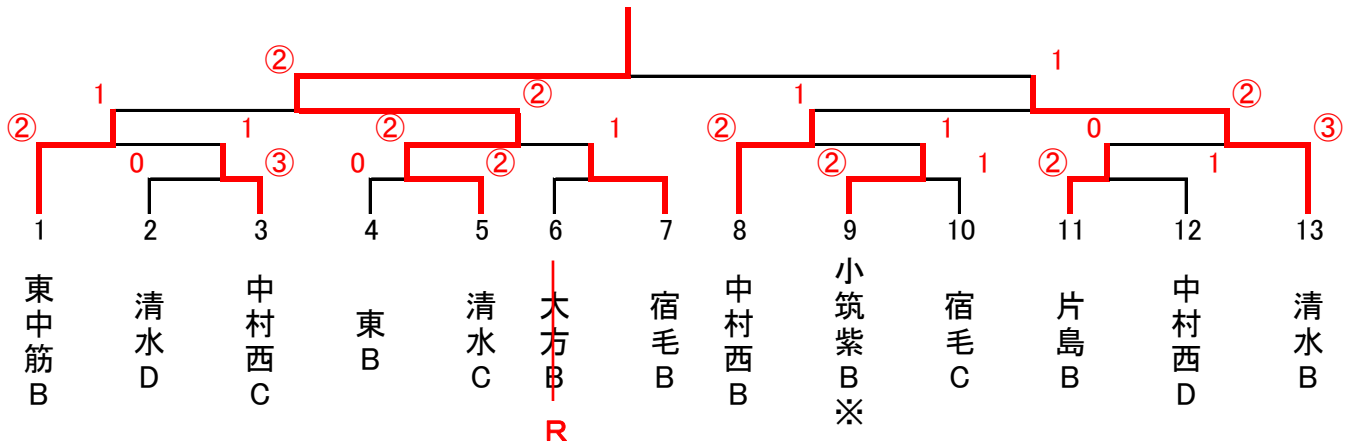 ② 1
1 ② 1 ②
② 1 ② 1 ② 1 0 ③
0 ③ 0 ② ② 1 ② 1
1 2 3 4 5 6 7 8 9 10 11 12 13
東中筋B
清水D
中村西C
東B
清水C
大方B
宿毛B
中村西B
小筑紫B※
宿毛C
片島B
中村西D
清水B
R